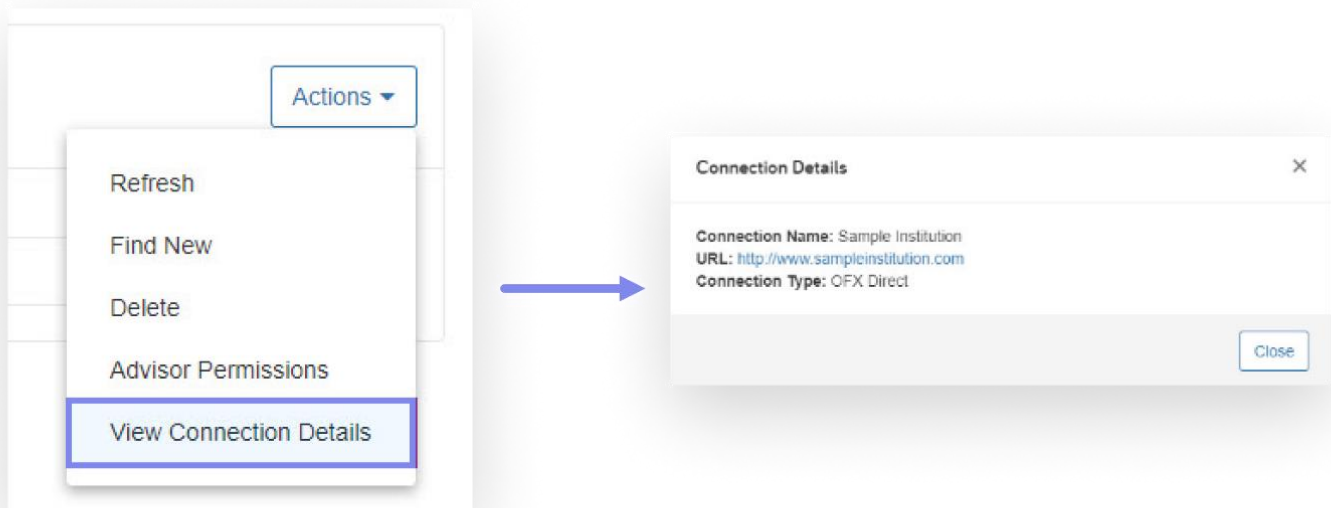 Actions
Refresh
Find New
Delete
Advisor Permissions
View Connection Details
Connection Details
Connection Name: Sample Institution
URL: http://www.sampleinstitution.com
Connection Type: OFX Direct
Close